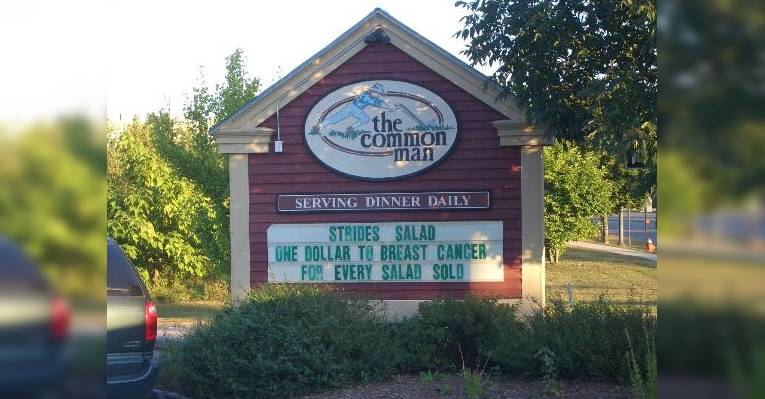 the
common
man
SERVING DINNER DAILY
STRIDES SALAD
ONE DOLLAR TO BREAST CANCER
FOR EVERY SALAD SOLD